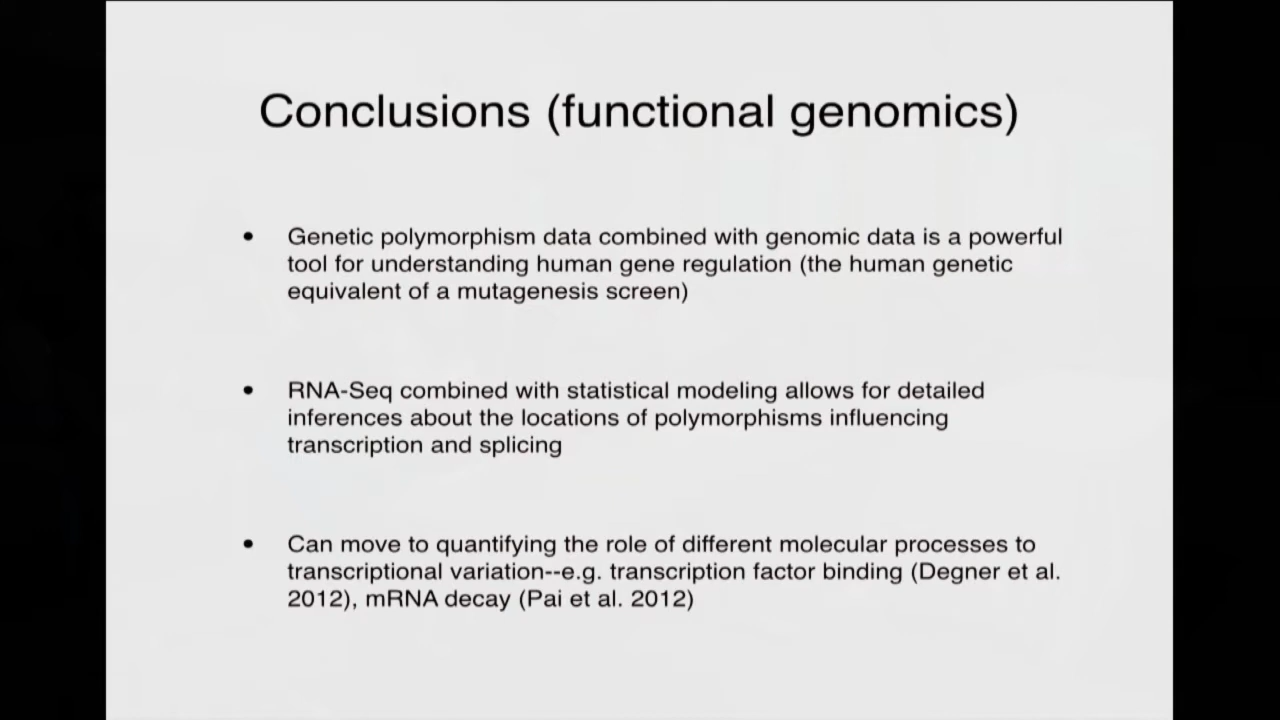 Conclusions (functional genomics)
• Genetic polymorphism data combined with genomic data is a powerful
tool for understanding human gene regulation (the human genetic
equivalent of a mutagenesis screen)
• RNA-Seq combined with statistical modeling allows for detailed
inferences about the locations of polymorphisms influencing
transcription and splicing
• Can move to quantifying the role of different molecular processes to
transcriptional variation--e.g. transcription factor binding (Degner et al.
2012), mRNA decay (Pai et al. 2012)